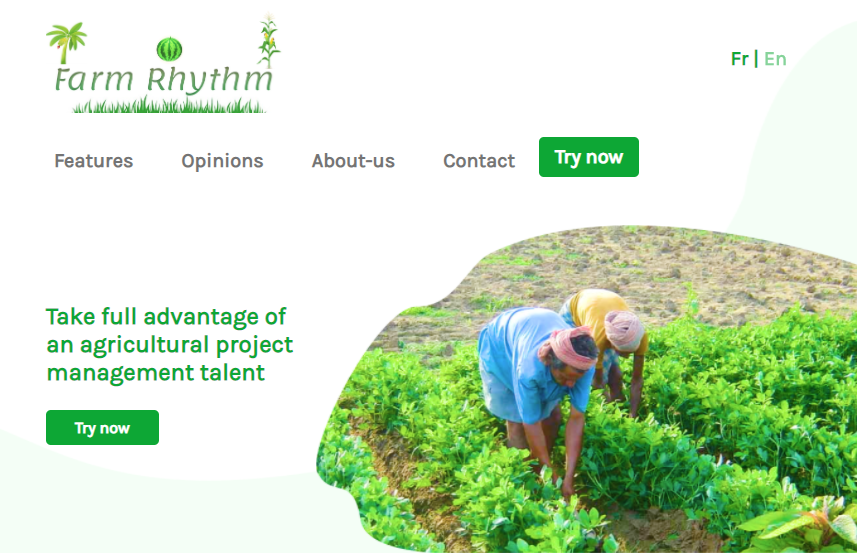 Farm Rhythm
Fr | En
Features Opinions About-us Contact Try now
Take full advantage of
an agricultural project
management talent
Try now